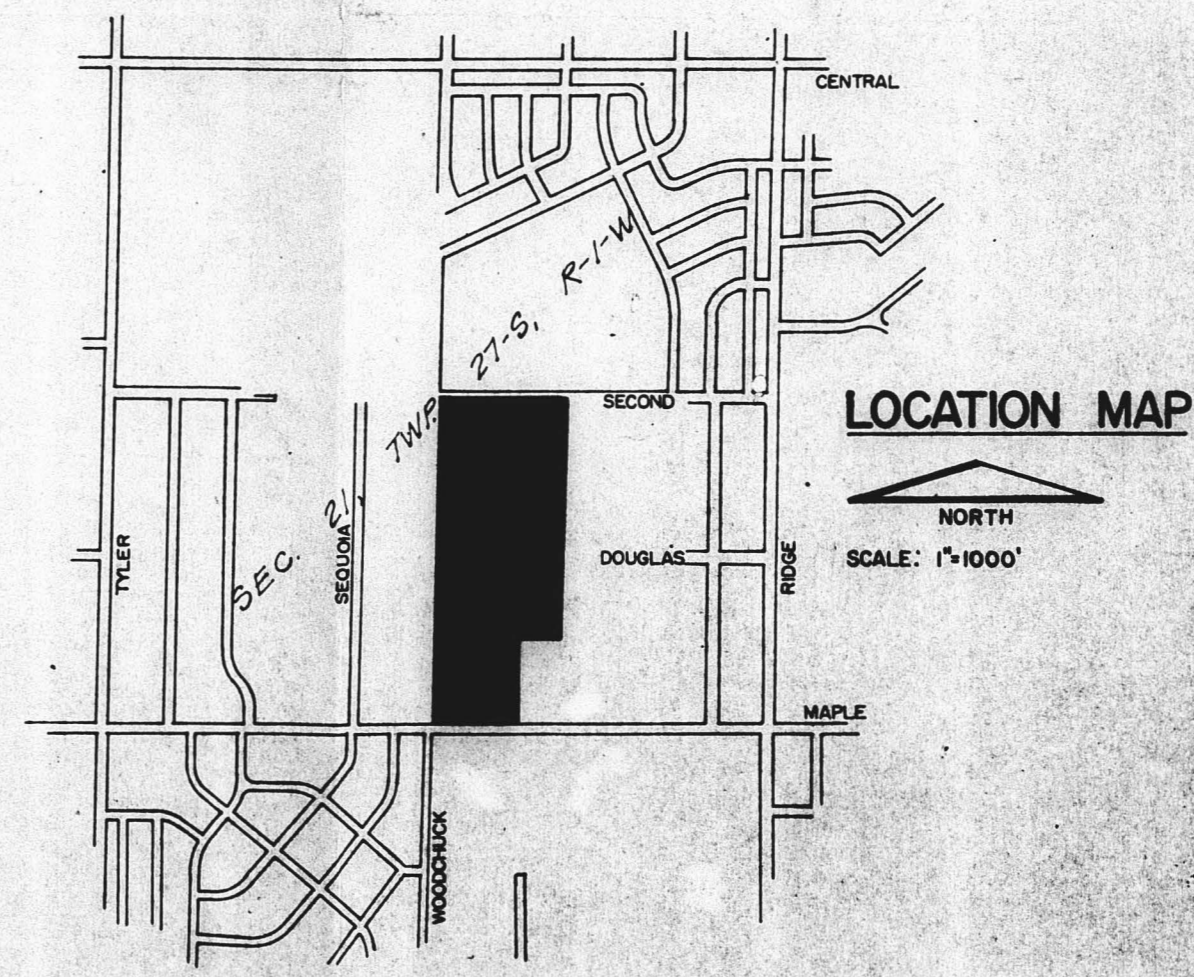 CENTRAL
SEC. 21, TWP. 27-S, R-1-W
SECOND
LOCATION MAP
NORTH
SCALE: 1"=1000'
TYLER
SEQUOIA
DOUGLAS
RIDGE
MAPLE
WOODCHUCK